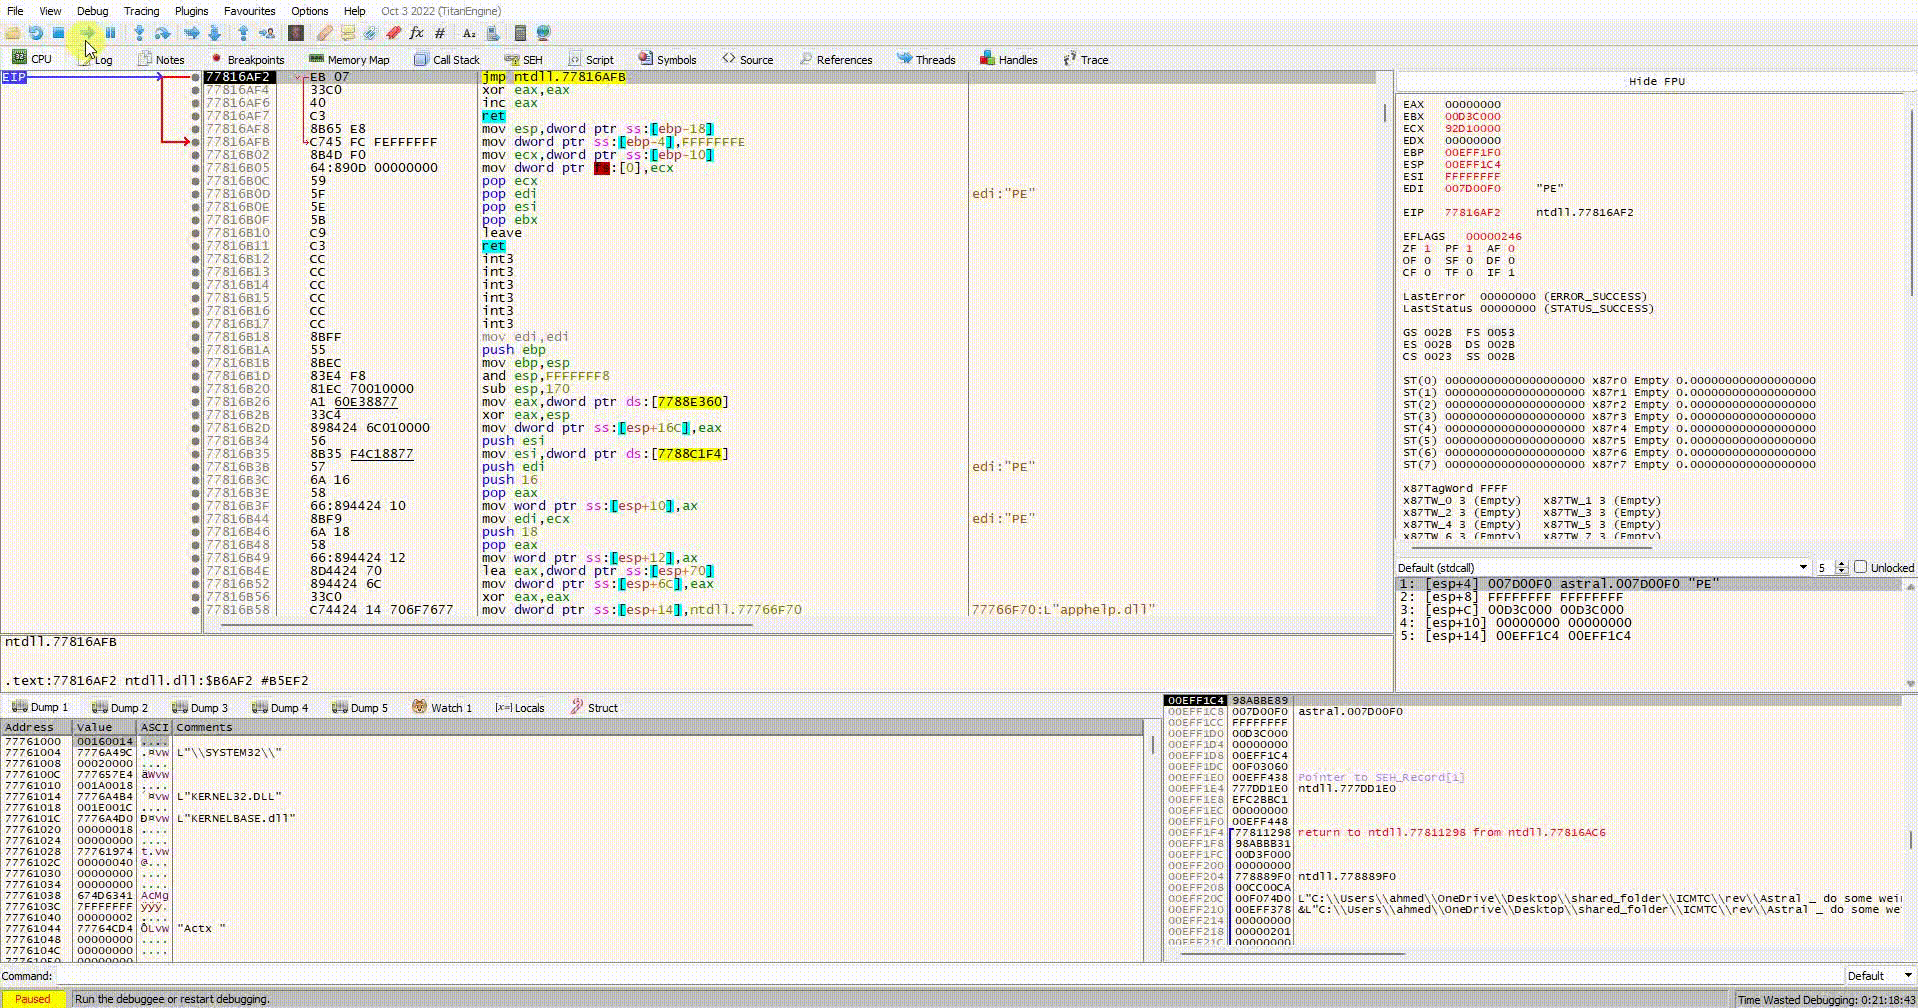 File View Debug Tracing Plugins Favourites Options Help Oct 3 2022 (TitanEngine)
CPU Log Notes Breakpoints Memory Map Call Stack SEH Script Symbols Source References Threads Handles Trace
EIP
77816AF2 EB 07 jmp ntdll.77816AFB
77816AF4 33C0 xor eax,eax
77816AF6 40 inc eax
77816AF7 C3 ret
77816AF8 8B65 E8 mov esp,dword ptr ss:[ebp-18]
77816AFB C745 FC FEFFFFFF mov dword ptr ss:[ebp-4],FFFFFFFE
77816B02 8B4D F0 mov ecx,dword ptr ss:[ebp-10]
77816B05 64:890D 00000000 mov dword ptr fs:[0],ecx
77816B0C 59 pop ecx
77816B0D 5F pop edi edi:"PE"
77816B0E 5E pop esi
77816B0F 5B pop ebx
77816B10 C9 leave
77816B11 C3 ret
77816B12 CC int3
77816B13 CC int3
77816B14 CC int3
77816B15 CC int3
77816B16 CC int3
77816B17 CC int3
77816B18 8BFF mov edi,edi
77816B1A 55 push ebp
77816B1B 8BEC mov ebp,esp
77816B1D 83E4 F8 and esp,FFFFFFF8
77816B20 81EC 70010000 sub esp,170
77816B26 A1 60E38877 mov eax,dword ptr ds:[7788E360]
77816B2B 33C4 xor eax,esp
77816B2D 898424 6C010000 mov dword ptr ss:[esp+16C],eax
77816B34 56 push esi
77816B35 8B35 F4C18877 mov esi,dword ptr ds:[7788C1F4]
77816B3B 57 push edi edi:"PE"
77816B3C 6A 16 push 16
77816B3E 58 pop eax
77816B3F 66:894424 10 mov word ptr ss:[esp+10],ax
77816B44 8BF9 mov edi,ecx edi:"PE"
77816B46 6A 18 push 18
77816B48 58 pop eax
77816B49 66:894424 12 mov word ptr ss:[esp+12],ax
77816B4E 8D4424 70 lea eax,dword ptr ss:[esp+70]
77816B52 894424 6C mov dword ptr ss:[esp+6C],eax
77816B56 33C0 xor eax,eax
77816B58 C74424 14 706F7677 mov dword ptr ss:[esp+14],ntdll.77766F70 77766F70:L"apphelp.dll"
Hide FPU
EAX 00000000
EBX 00D3C000
ECX 92D10000
EDX 00000000
EBP 00EFF1F0
ESP 00EFF1C4
ESI FFFFFFFF
EDI 007D00F0 "PE"
EIP 77816AF2 ntdll.77816AF2
EFLAGS 00000246
ZF 1 PF 1 AF 0
OF 0 SF 0 DF 0
CF 0 TF 0 IF 1
LastError 00000000 (ERROR_SUCCESS)
LastStatus 00000000 (STATUS_SUCCESS)
GS 002B FS 0053
ES 002B DS 002B
CS 0023 SS 002B
ST(0) 00000000000000000000 x87r0 Empty 0.000000000000000000
ST(1) 00000000000000000000 x87r1 Empty 0.000000000000000000
ST(2) 00000000000000000000 x87r2 Empty 0.000000000000000000
ST(3) 00000000000000000000 x87r3 Empty 0.000000000000000000
ST(4) 00000000000000000000 x87r4 Empty 0.000000000000000000
ST(5) 00000000000000000000 x87r5 Empty 0.000000000000000000
ST(6) 00000000000000000000 x87r6 Empty 0.000000000000000000
ST(7) 00000000000000000000 x87r7 Empty 0.000000000000000000
x87TagWord FFFF
x87TW_0 3 (Empty) x87TW_1 3 (Empty)
x87TW_2 3 (Empty) x87TW_3 3 (Empty)
x87TW_4 3 (Empty) x87TW_5 3 (Empty)
x87TW_6 3 (Empty) x87TW_7 3 (Empty)
Default (stdcall) 5 Unlocked
1: [esp+4] 007D00F0 astral.007D00F0 "PE"
2: [esp+8] FFFFFFFF FFFFFFFF
3: [esp+C] 00D3C000 00D3C000
4: [esp+10] 00000000 00000000
5: [esp+14] 00EFF1C4 00EFF1C4
ntdll.77816AFB
.text:77816AF2 ntdll.dll:$B6AF2 #B5EF2
Dump 1 Dump 2 Dump 3 Dump 4 Dump 5 Watch 1 [x=] Locals Struct
Address Value ASCI Comments
77761000 00160014 ....
77761004 7776A49C .¤vw L"\\SYSTEM32\\"
77761008 00020000 ....
7776100C 777657E4 äWvw
77761010 001A0018 ....
77761014 7776A4B4 ´¤vw L"KERNEL32.DLL"
77761018 001E001C ....
7776101C 7776A4D0 Ð¤vw L"KERNELBASE.dll"
77761020 00000018 ....
77761024 00000000 ....
77761028 77761974 t.vw
7776102C 00000040 @...
77761030 00000000 ....
77761034 00000000 ....
77761038 674D6341 AcMg
7776103C 7FFFFFFF ÿÿÿ.
77761040 00000002 ....
77761044 77764CD4 ÔLvw "Actx "
77761048 00000000 ....
7776104C 00000000 ....
77761050 00000000 ....
00EFF1C4 98ABBE89
00EFF1C8 007D00F0 astral.007D00F0
00EFF1CC FFFFFFFF
00EFF1D0 00D3C000
00EFF1D4 00000000
00EFF1D8 00EFF1C4
00EFF1DC 00F03060
00EFF1E0 00EFF438 Pointer to SEH_Record[1]
00EFF1E4 777DD1E0 ntdll.777DD1E0
00EFF1E8 EFC2BBC1
00EFF1EC 00000000
00EFF1F0 00EFF448
00EFF1F4 77811298 return to ntdll.77811298 from ntdll.77816AC6
00EFF1F8 98ABBB31
00EFF1FC 00D3F000
00EFF200 00000000
00EFF204 778889F0 ntdll.778889F0
00EFF208 00CC00CA
00EFF20C 00F074D0 L"C:\\Users\\ahmed\\OneDrive\\Desktop\\shared_folder\\ICMTC\\rev\\Astral _ do some weir
00EFF210 00EFF378 &L"C:\\Users\\ahmed\\OneDrive\\Desktop\\shared_folder\\ICMTC\\rev\\Astral _ do some we
00EFF214 00000000
00EFF218 00000201
00EFF21C 00000000
Command: Default
Paused Run the debuggee or restart debugging. Time Wasted Debugging: 0:21:18:43